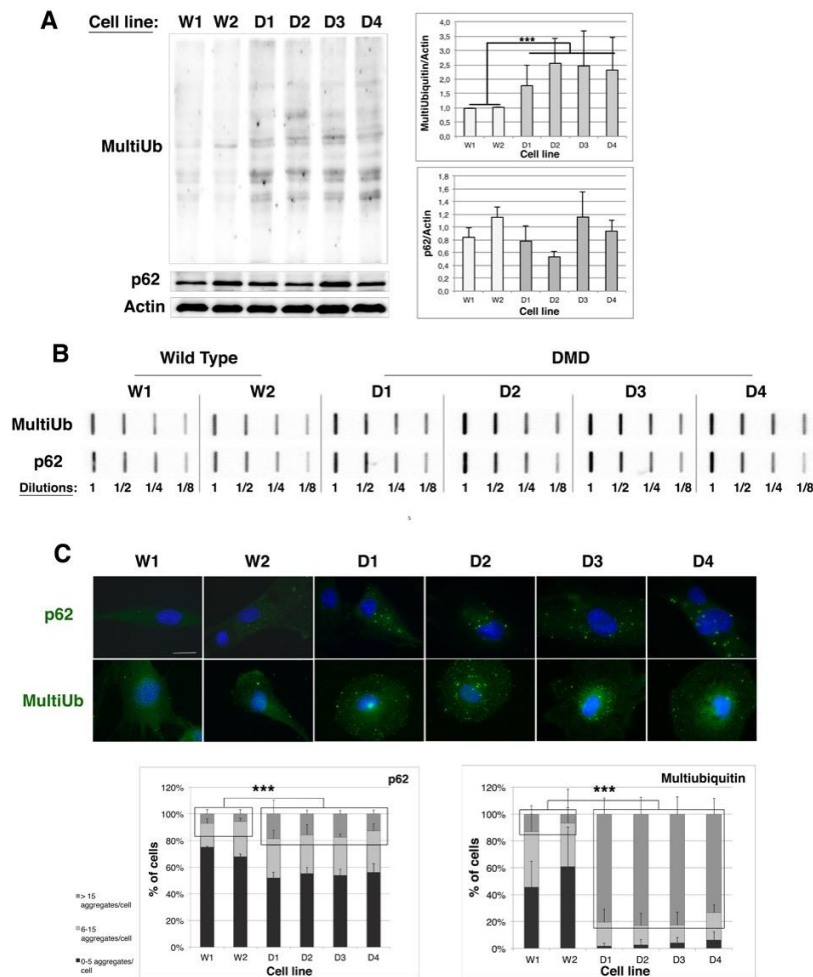 A
Cell line: W1 W2 D1 D2 D3 D4
MultiUb
p62
Actin
MultiUbiquitin/Actin
4,0
3,5
3,0
2,5
2,0
1,5
1,0
0,5
0,0
***
W1 W2 D1 D2 D3 D4
Cell line
p62/Actin
1,8
1,6
1,4
1,2
1,0
0,8
0,6
0,4
0,2
0,0
W1 W2 D1 D2 D3 D4
Cell line
B
Wild Type DMD
W1 W2 D1 D2 D3 D4
MultiUb
p62
Dilutions: 1 1/2 1/4 1/8 1 1/2 1/4 1/8 1 1/2 1/4 1/8 1 1/2 1/4 1/8 1 1/2 1/4 1/8 1 1/2 1/4 1/8
s
C
W1 W2 D1 D2 D3 D4
p62
MultiUb
p62
***
% of cells
120%
100%
80%
60%
40%
20%
0%
W1 W2 D1 D2 D3 D4
Cell line
> 15
aggregates/cell
6-15
aggregates/cell
0-5 aggregates/
cell
Multiubiquitin
***
% of cells
120%
100%
80%
60%
40%
20%
0%
W1 W2 D1 D2 D3 D4
Cell line